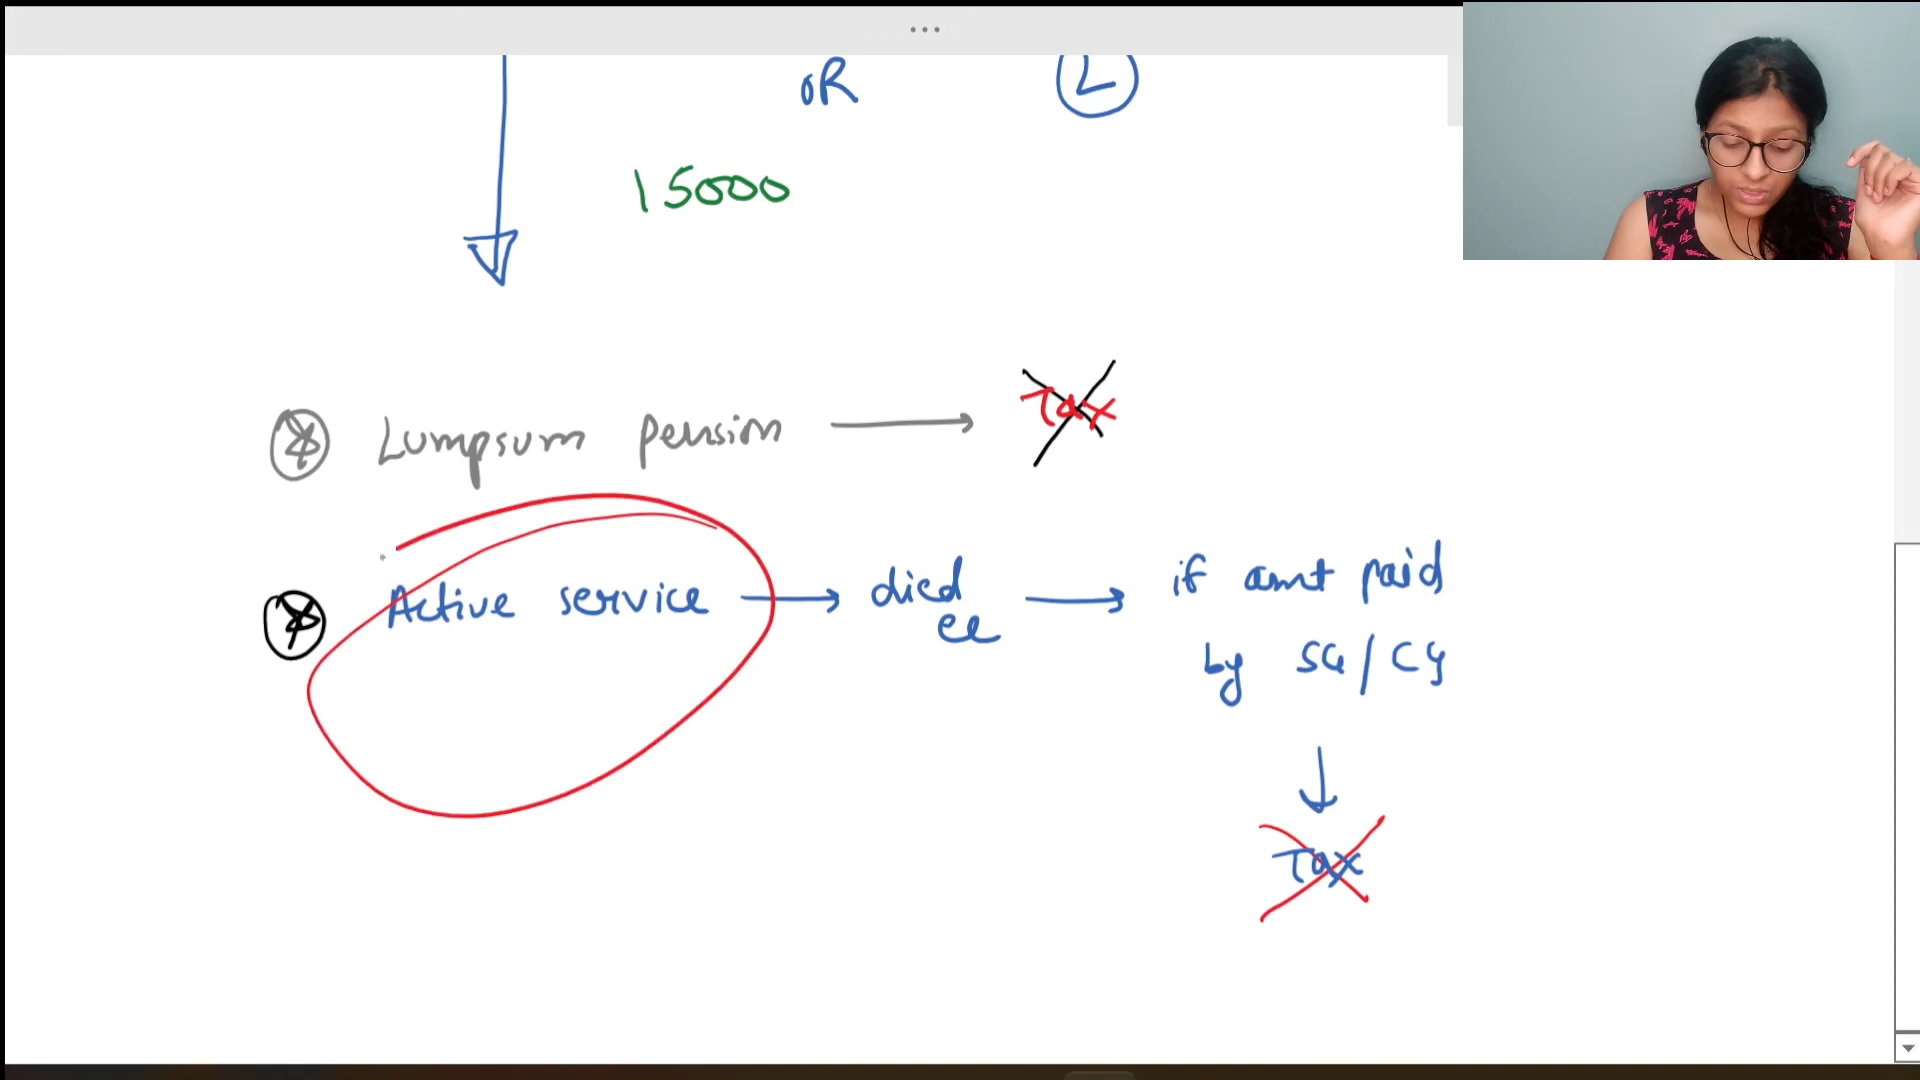 OR L
15000
Lumpsum pension → Tax
Active service → died → if amt paid
ee by SG/CG
↓
Tax